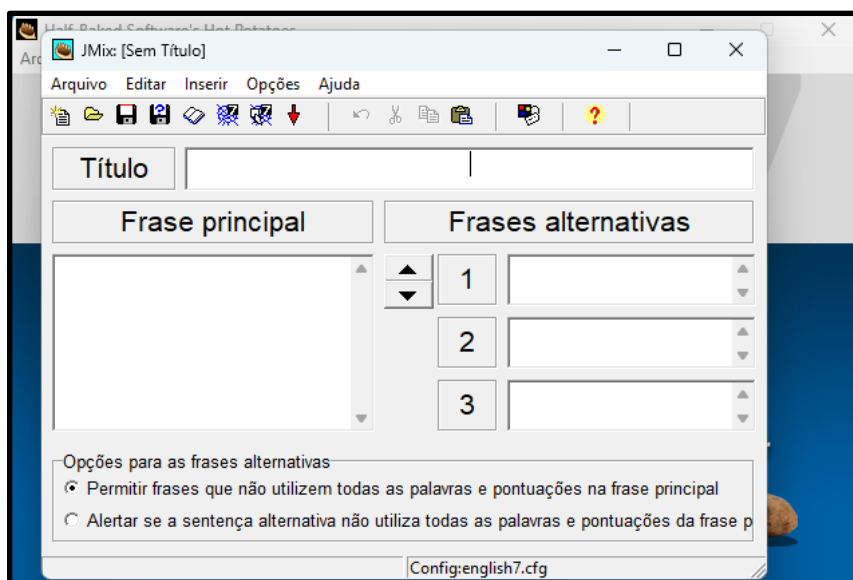 Half-Baked Software's Hot Potatoes
Arq
JMix: [Sem Título]
Arquivo Editar Inserir Opções Ajuda
Título
Frase principal Frases alternativas
1
2
3
Opções para as frases alternativas
Permitir frases que não utilizem todas as palavras e pontuações na frase principal
Alertar se a sentença alternativa não utiliza todas as palavras e pontuações da frase p
Config:english7.cfg